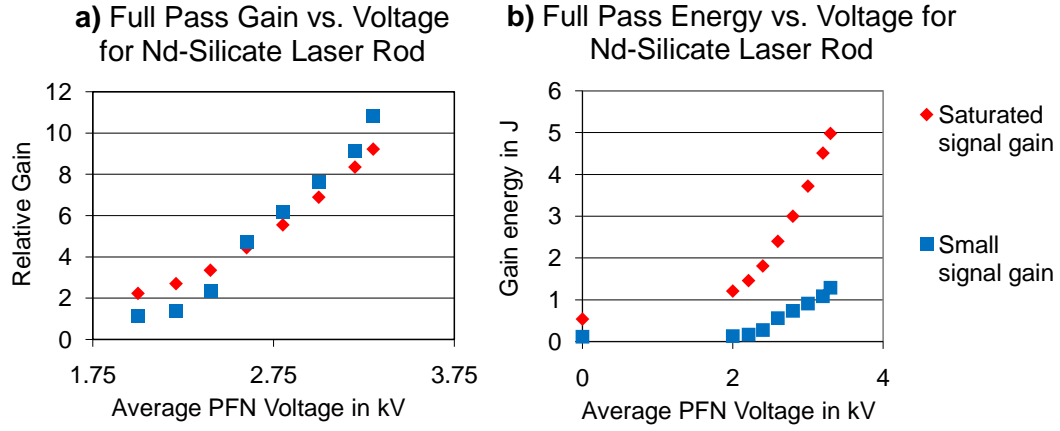 a) Full Pass Gain vs. Voltage
for Nd-Silicate Laser Rod
Relative Gain
12
10
8
6
4
2
0
1.75
2.75
3.75
Average PFN Voltage in kV
b) Full Pass Energy vs. Voltage for
Nd-Silicate Laser Rod
Gain energy in J
6
5
4
3
2
1
0
0
2
4
Average PFN Voltage in kV
Saturated
signal gain
Small
signal gain